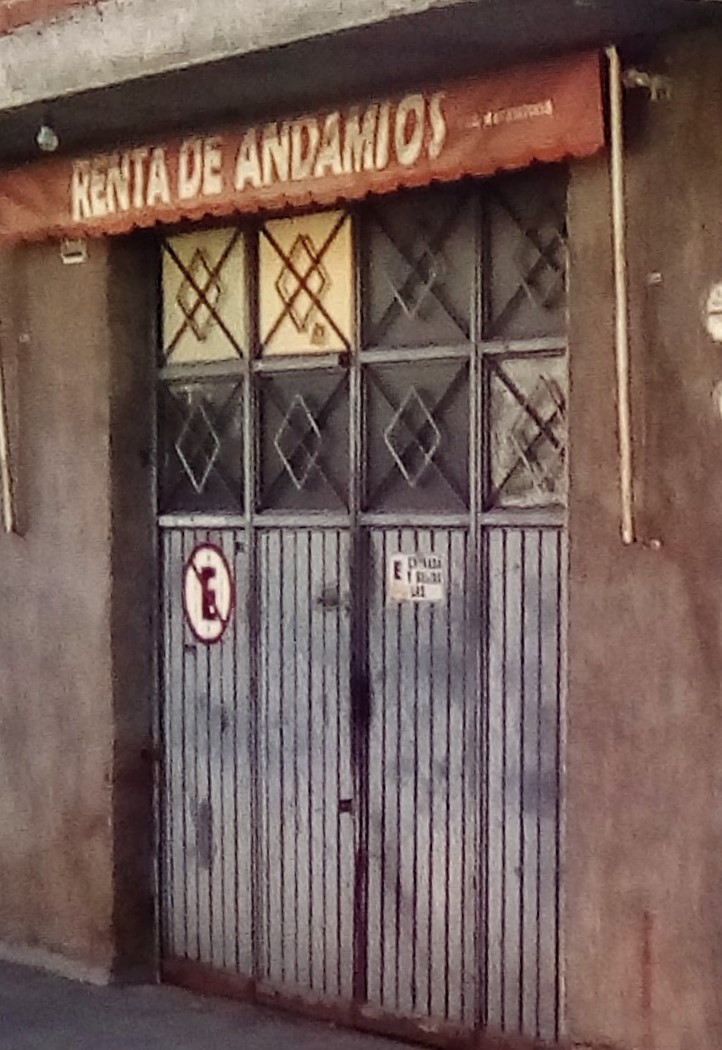 RENTA DE ANDAMIOS
E
E ENTRADA
Y SALIDA